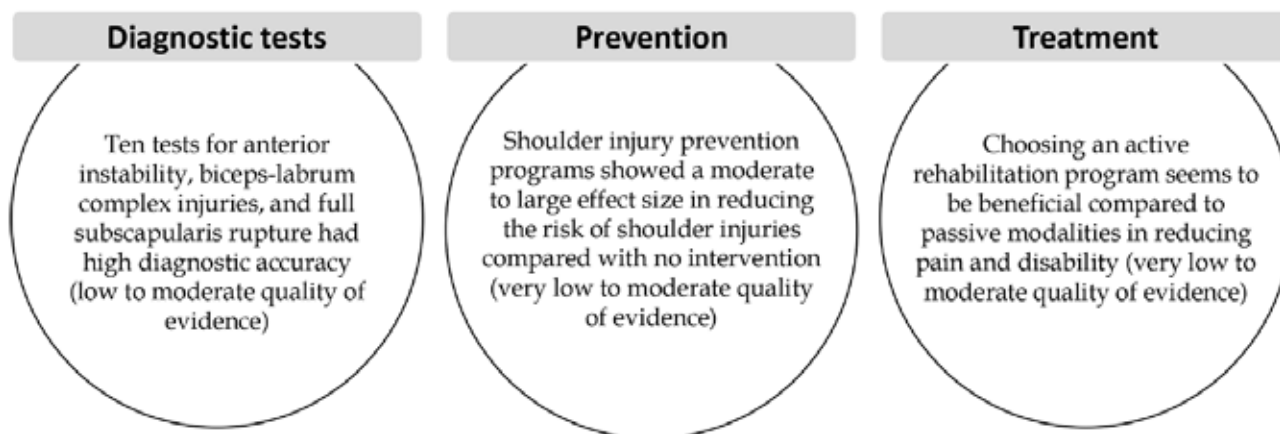 Diagnostic tests
Ten tests for anterior
instability, biceps-labrum
complex injuries, and full
subscapularis rupture had
high diagnostic accuracy
(low to moderate quality of
evidence)
Prevention
Shoulder injury prevention
programs showed a moderate
to large effect size in reducing
the risk of shoulder injuries
compared with no intervention
(very low to moderate quality
of evidence)
Treatment
Choosing an active
rehabilitation program seems to
be beneficial compared to
passive modalities in reducing
pain and disability (very low to
moderate quality of evidence)